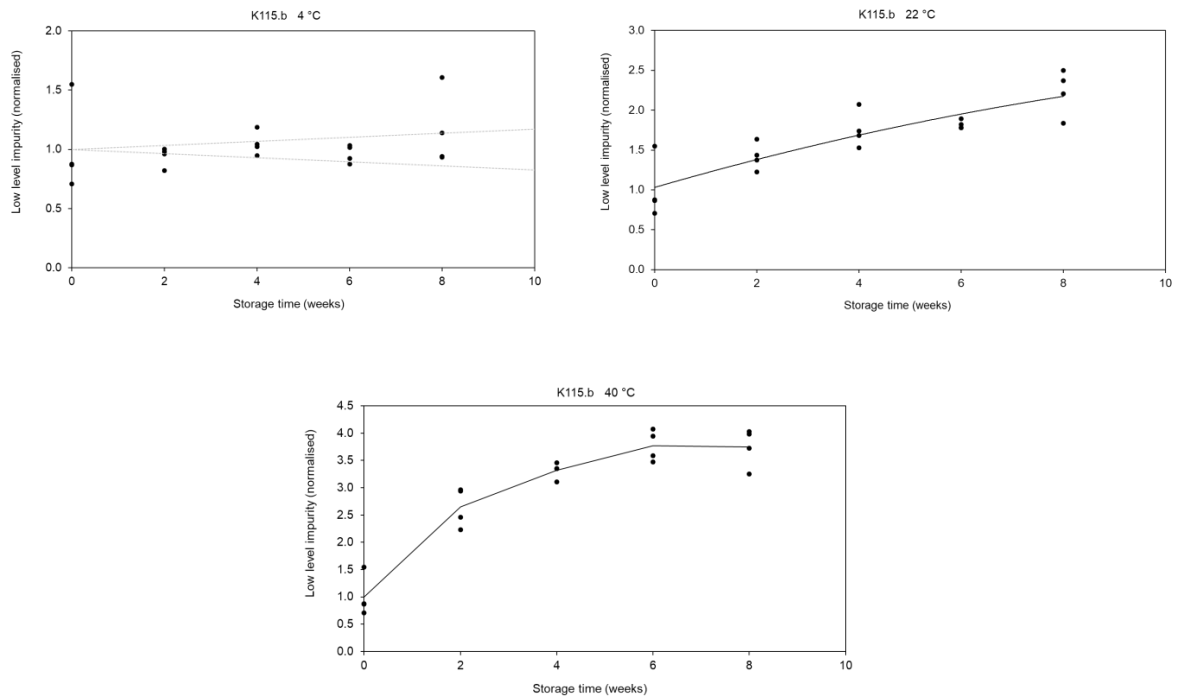 K115.b 4 °C
2.0
1.5
1.0
0.5
0.0
Low level impurity (normalised)
0 2 4 6 8 10
Storage time (weeks)
K115.b 22 °C
3.0
2.5
2.0
1.5
1.0
0.5
0.0
Low level impurity (normalised)
0 2 4 6 8 10
Storage time (weeks)
K115.b 40 °C
4.5
4.0
3.5
3.0
2.5
2.0
1.5
1.0
0.5
0.0
Low level impurity (normalised)
0 2 4 6 8 10
Storage time (weeks)